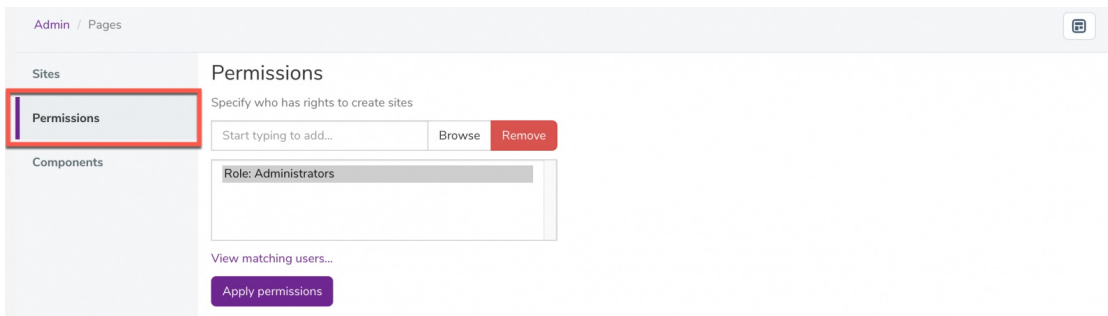 Admin / Pages
Sites
Permissions
Components
Permissions
Specify who has rights to create sites
Start typing to add... Browse Remove
Role: Administrators
View matching users...
Apply permissions